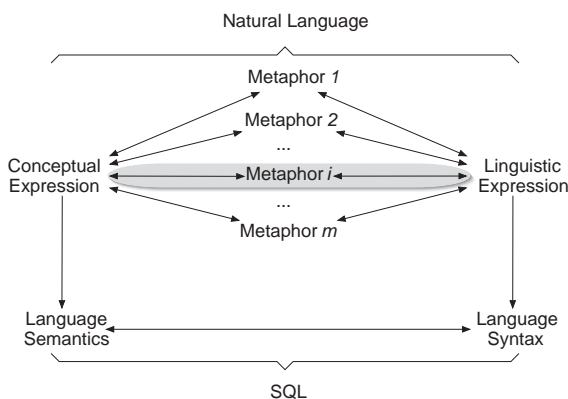 Natural Language
Metaphor 1
Metaphor 2
...
Conceptual
Expression
Metaphor i
Linguistic
Expression
...
Metaphor m
Language
Semantics
Language
Syntax
SQL